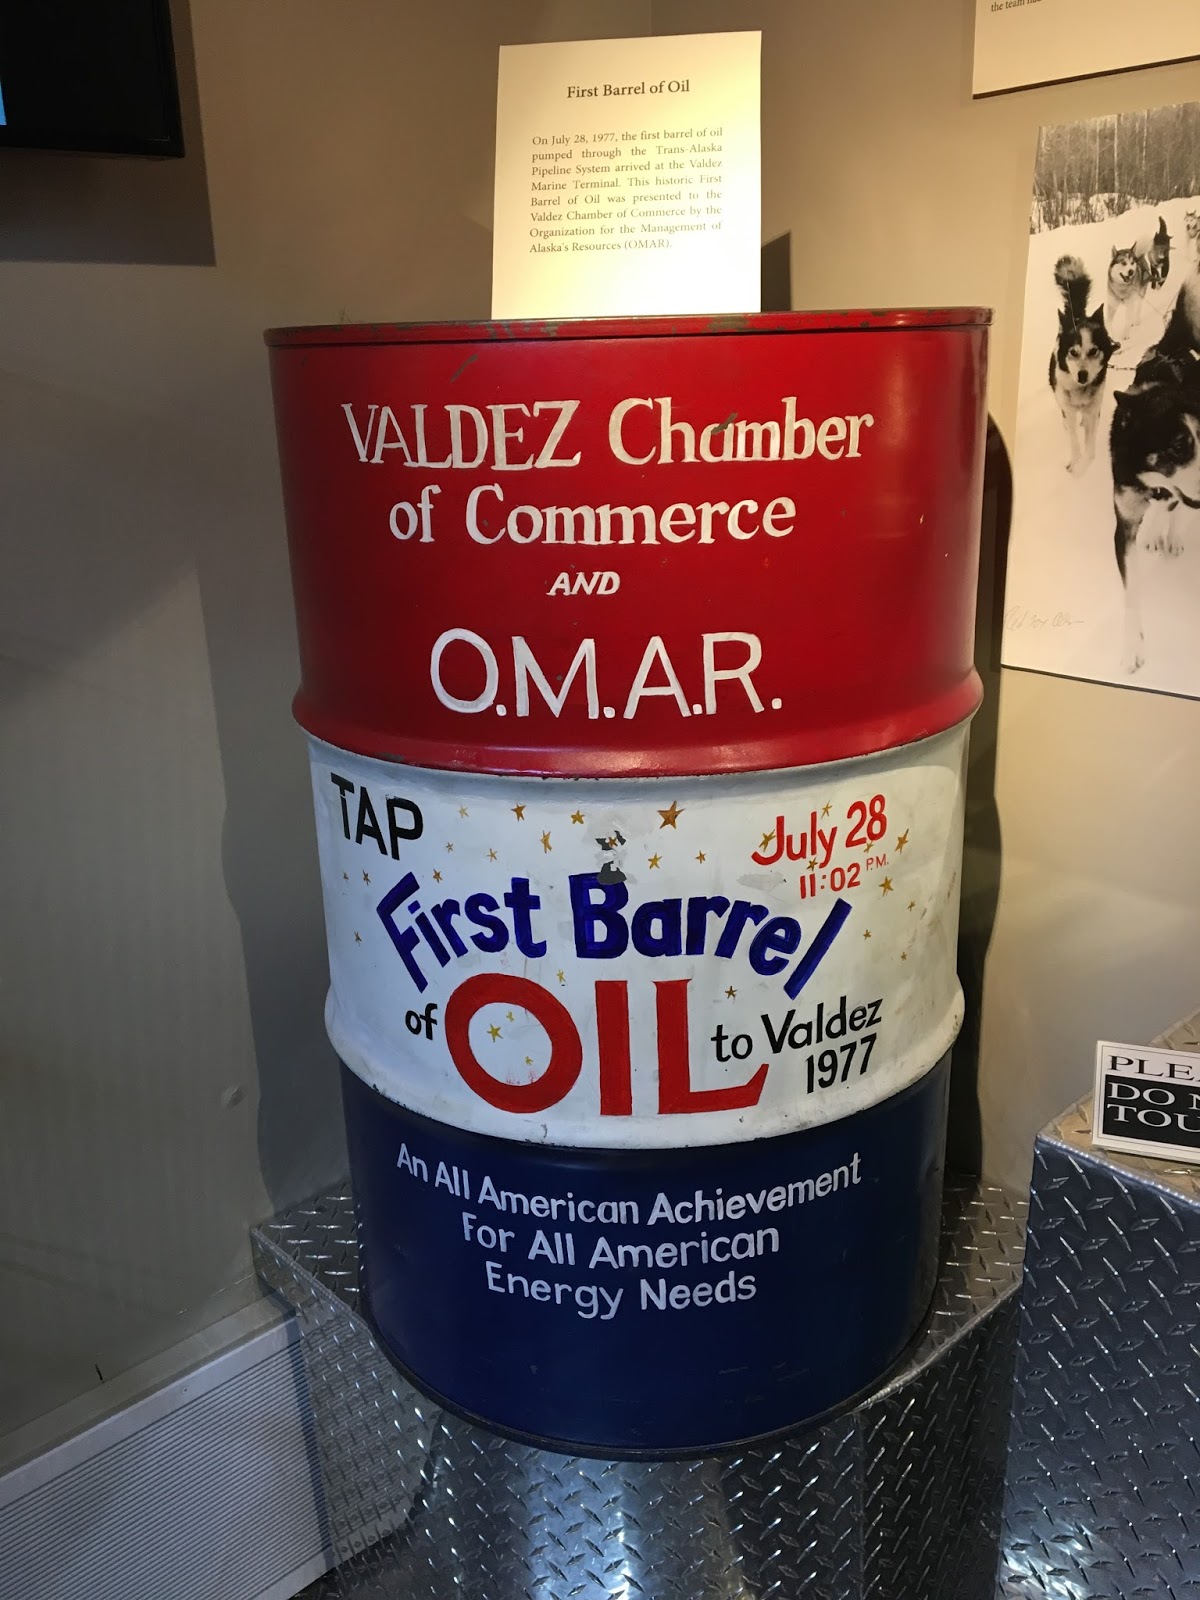 the team had
First Barrel of Oil
On July 28, 1977, the first barrel of oil
pumped through the Trans-Alaska
Pipeline System arrived at the Valdez
Marine Terminal. This historic First
Barrel of Oil was presented to the
Valdez Chamber of Commerce by the
Organization for the Management of
Alaska's Resources (OMAR).
VALDEZ Chamber
of Commerce
AND
O.M.A.R.
TAP
July 28
11:02 P.M.
First Barrel
of OIL to Valdez
1977
An All American Achievement
For All American
Energy Needs
DO